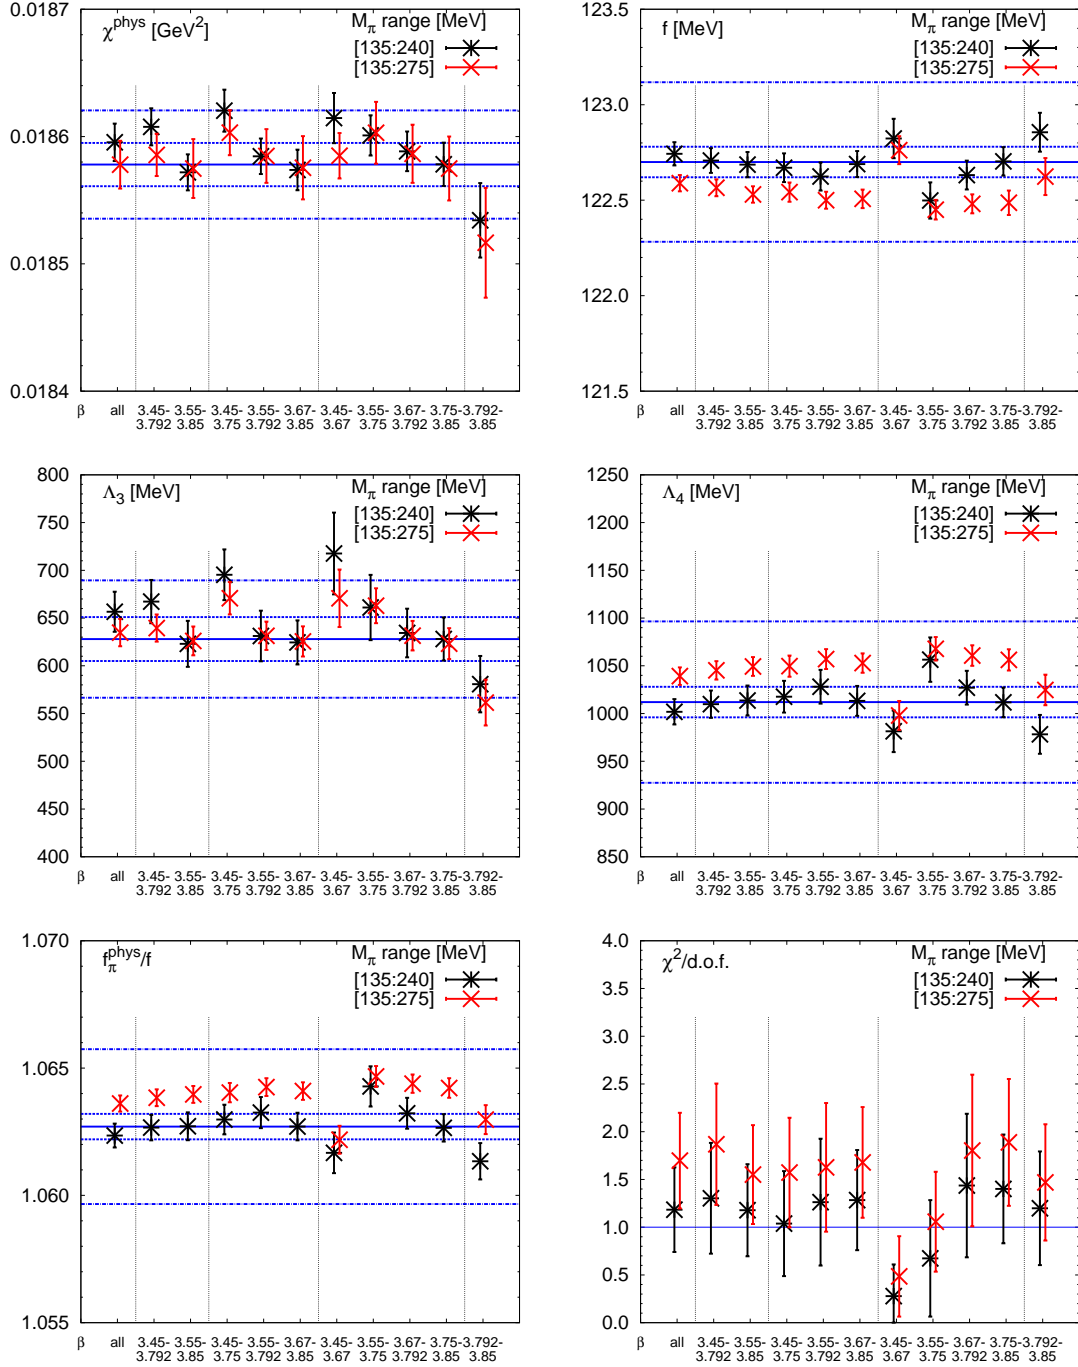 χ^phys [GeV^2]
M_π range [MeV]
[135:240]
[135:275]
0.0187
0.0186
0.0185
0.0184
β all 3.45-3.792 3.55-3.85 3.45-3.75 3.55-3.792 3.67-3.85 3.45-3.67 3.55-3.75 3.67-3.792 3.75-3.85 3.792-3.85
f [MeV]
M_π range [MeV]
[135:240]
[135:275]
123.5
123.0
122.5
122.0
121.5
β all 3.45-3.792 3.55-3.85 3.45-3.75 3.55-3.792 3.67-3.85 3.45-3.67 3.55-3.75 3.67-3.792 3.75-3.85 3.792-3.85
Λ_3 [MeV]
M_π range [MeV]
[135:240]
[135:275]
800
750
700
650
600
550
500
450
400
β all 3.45-3.792 3.55-3.85 3.45-3.75 3.55-3.792 3.67-3.85 3.45-3.67 3.55-3.75 3.67-3.792 3.75-3.85 3.792-3.85
Λ_4 [MeV]
M_π range [MeV]
[135:240]
[135:275]
1250
1200
1150
1100
1050
1000
950
900
850
β all 3.45-3.792 3.55-3.85 3.45-3.75 3.55-3.792 3.67-3.85 3.45-3.67 3.55-3.75 3.67-3.792 3.75-3.85 3.792-3.85
f_π^phys/f
M_π range [MeV]
[135:240]
[135:275]
1.070
1.065
1.060
1.055
β all 3.45-3.792 3.55-3.85 3.45-3.75 3.55-3.792 3.67-3.85 3.45-3.67 3.55-3.75 3.67-3.792 3.75-3.85 3.792-3.85
χ^2/d.o.f.
M_π range [MeV]
[135:240]
[135:275]
4.0
3.5
3.0
2.5
2.0
1.5
1.0
0.5
0.0
β all 3.45-3.792 3.55-3.85 3.45-3.75 3.55-3.792 3.67-3.85 3.45-3.67 3.55-3.75 3.67-3.792 3.75-3.85 3.792-3.85